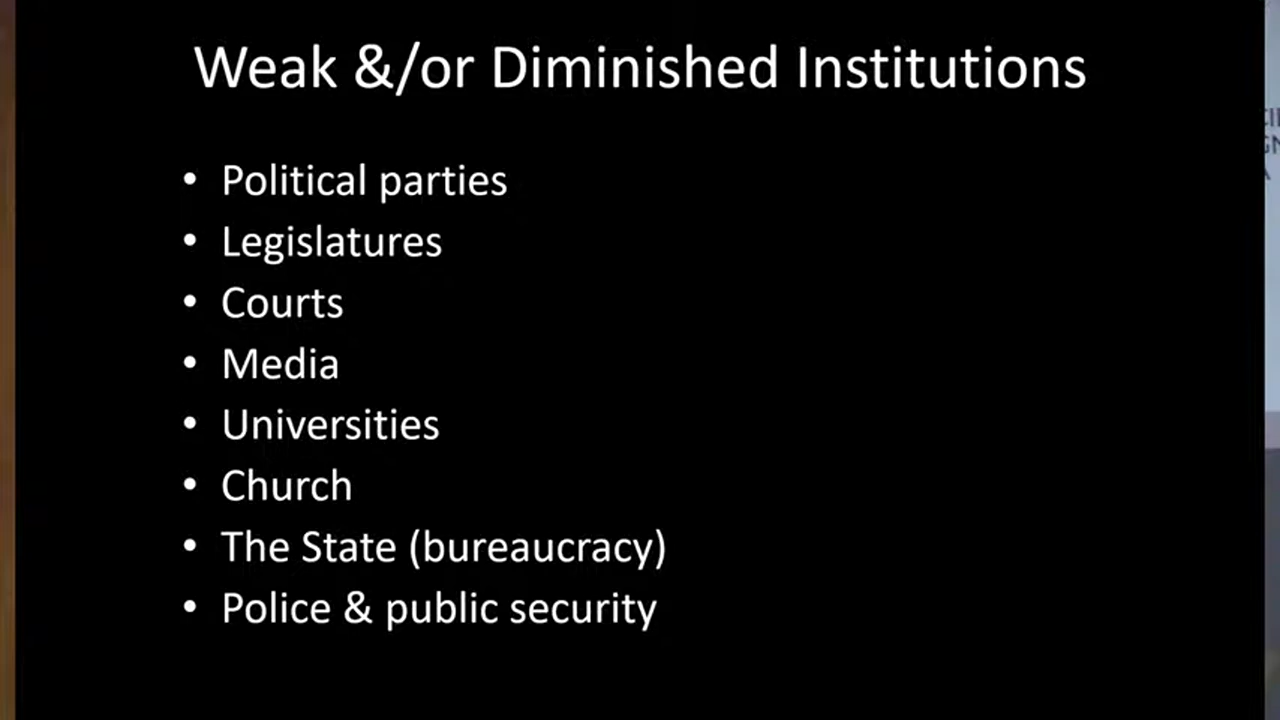 Weak &/or Diminished Institutions
• Political parties
• Legislatures
• Courts
• Media
• Universities
• Church
• The State (bureaucracy)
• Police & public security